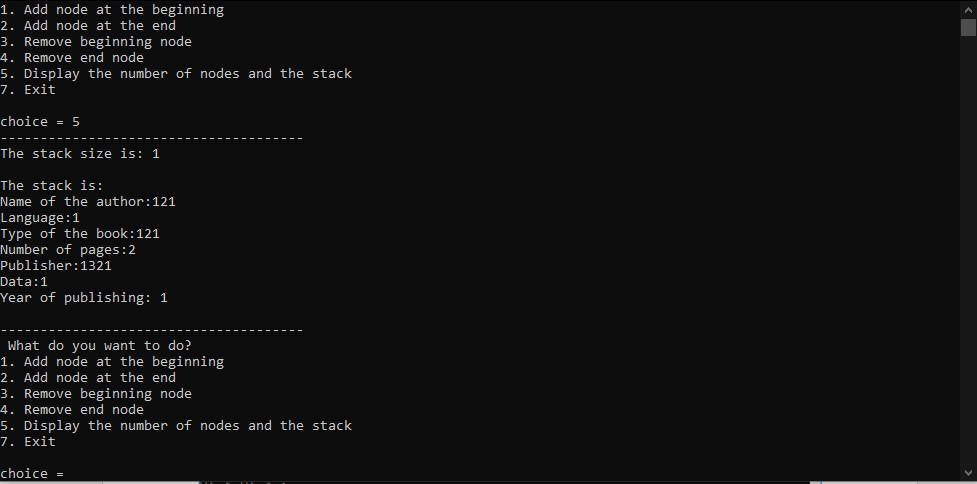 1. Add node at the beginning
2. Add node at the end
3. Remove beginning node
4. Remove end node
5. Display the number of nodes and the stack
7. Exit
choice = 5
--------------------------------------
The stack size is: 1
The stack is:
Name of the author:121
Language:1
Type of the book:121
Number of pages:2
Publisher:1321
Data:1
Year of publishing: 1
--------------------------------------
What do you want to do?
1. Add node at the beginning
2. Add node at the end
3. Remove beginning node
4. Remove end node
5. Display the number of nodes and the stack
7. Exit
choice =